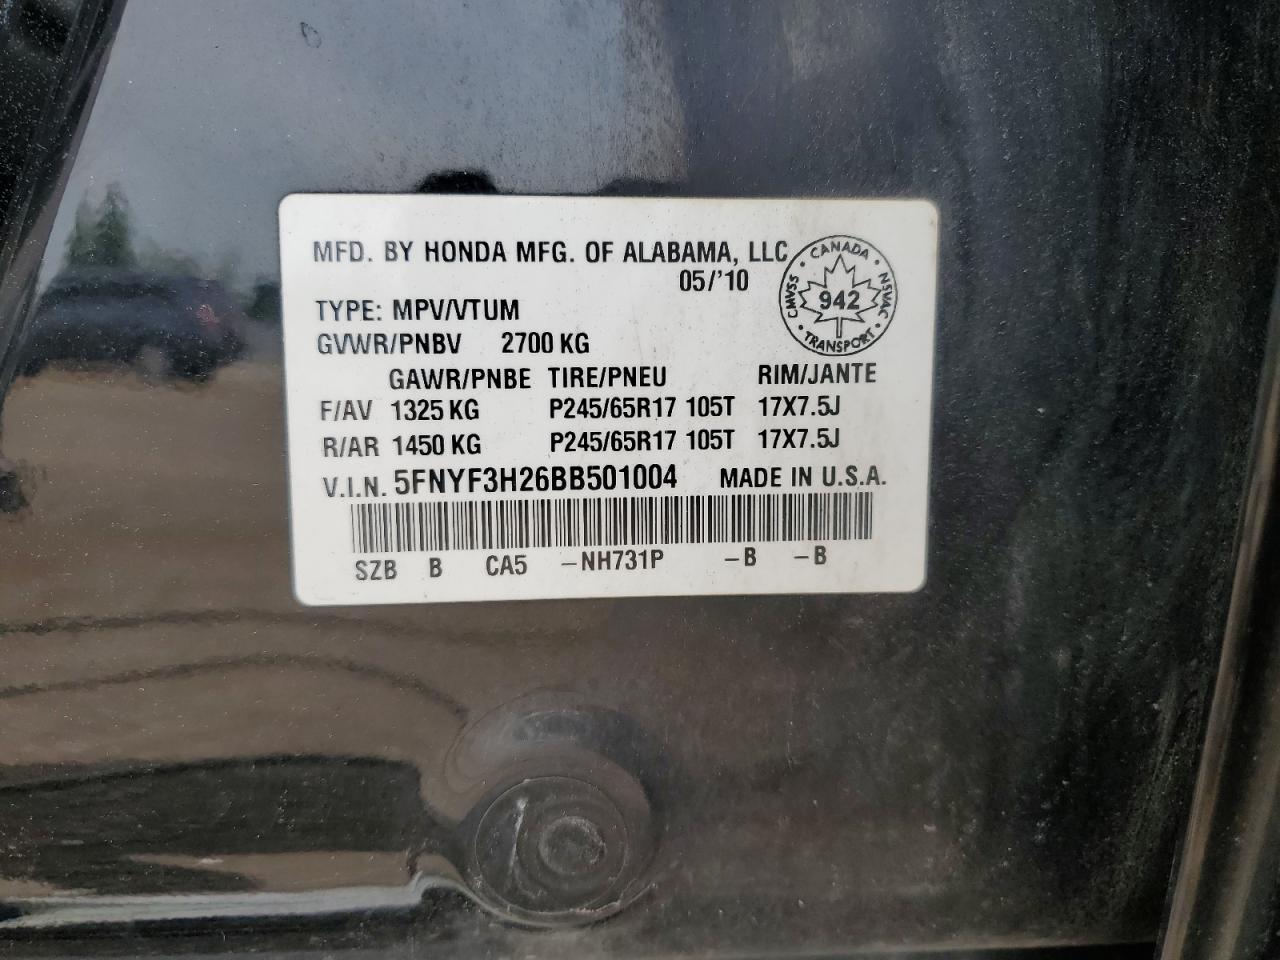 MFD. BY HONDA MFG. OF ALABAMA, LLC
05/'10
CANADA
CMVSS 942 NSVAC
TRANSPORT
TYPE: MPV/VTUM
GVWR/PNBV 2700 KG
GAWR/PNBE TIRE/PNEU RIM/JANTE
F/AV 1325 KG P245/65R17 105T 17X7.5J
R/AR 1450 KG P245/65R17 105T 17X7.5J
V.I.N. 5FNYF3H26BB501004 MADE IN U.S.A.
SZB B CA5 -NH731P -B -B